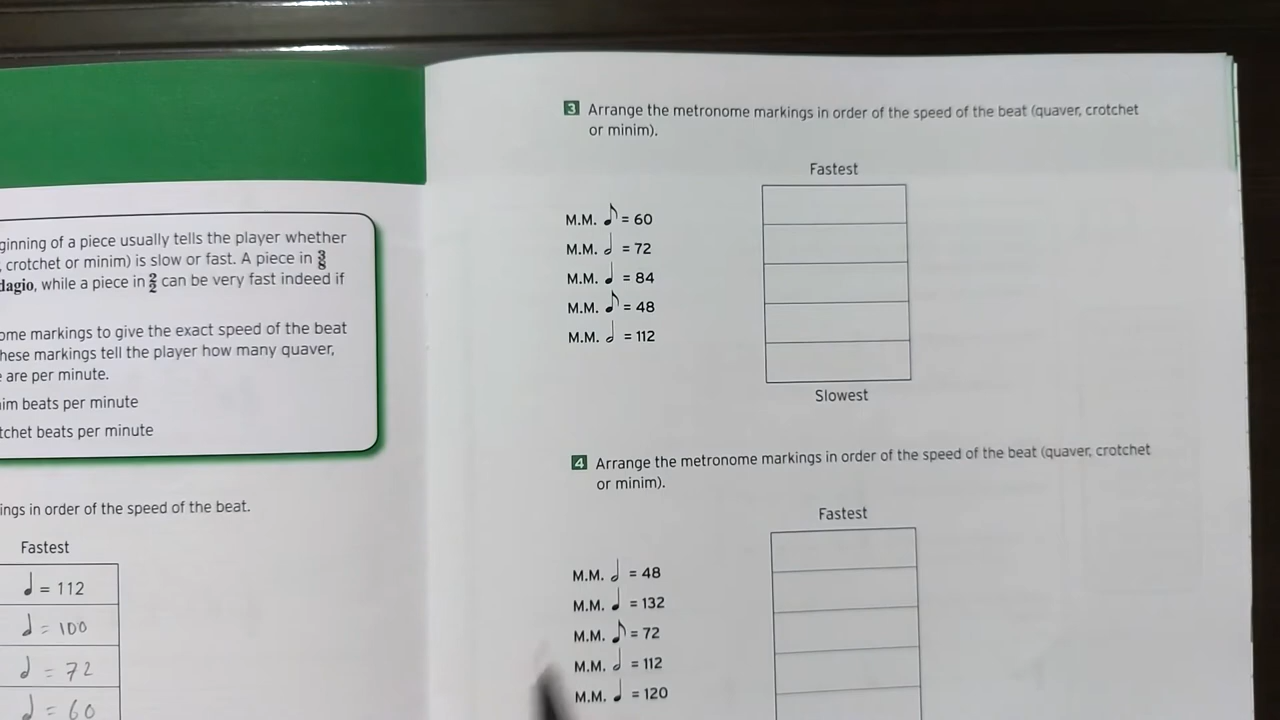 ginning of a piece usually tells the player whether
, crotchet or minim) is slow or fast. A piece in 3/8
dagio, while a piece in 2/2 can be very fast indeed if
ome markings to give the exact speed of the beat
hese markings tell the player how many quaver,
e are per minute.
im beats per minute
tchet beats per minute
ings in order of the speed of the beat.
Fastest
𝅘𝅥 = 112
𝅗𝅥 = 100
𝅗𝅥 = 72
𝅗𝅥 = 60
3 Arrange the metronome markings in order of the speed of the beat (quaver, crotchet
or minim).
Fastest
M.M. ♪ = 60
M.M. 𝅗𝅥 = 72
M.M. 𝅘𝅥 = 84
M.M. ♪ = 48
M.M. 𝅗𝅥 = 112
Slowest
4 Arrange the metronome markings in order of the speed of the beat (quaver, crotchet
or minim).
Fastest
M.M. 𝅗𝅥 = 48
M.M. 𝅘𝅥 = 132
M.M. ♪ = 72
M.M. 𝅗𝅥 = 112
M.M. 𝅘𝅥 = 120